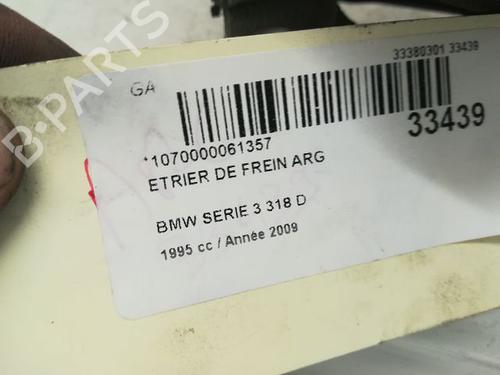 GA
33380301 33439
33439
*1070000061357
ETRIER DE FREIN ARG
BMW SERIE 3 318 D
1995 cc / Année 2009
B-PARTS